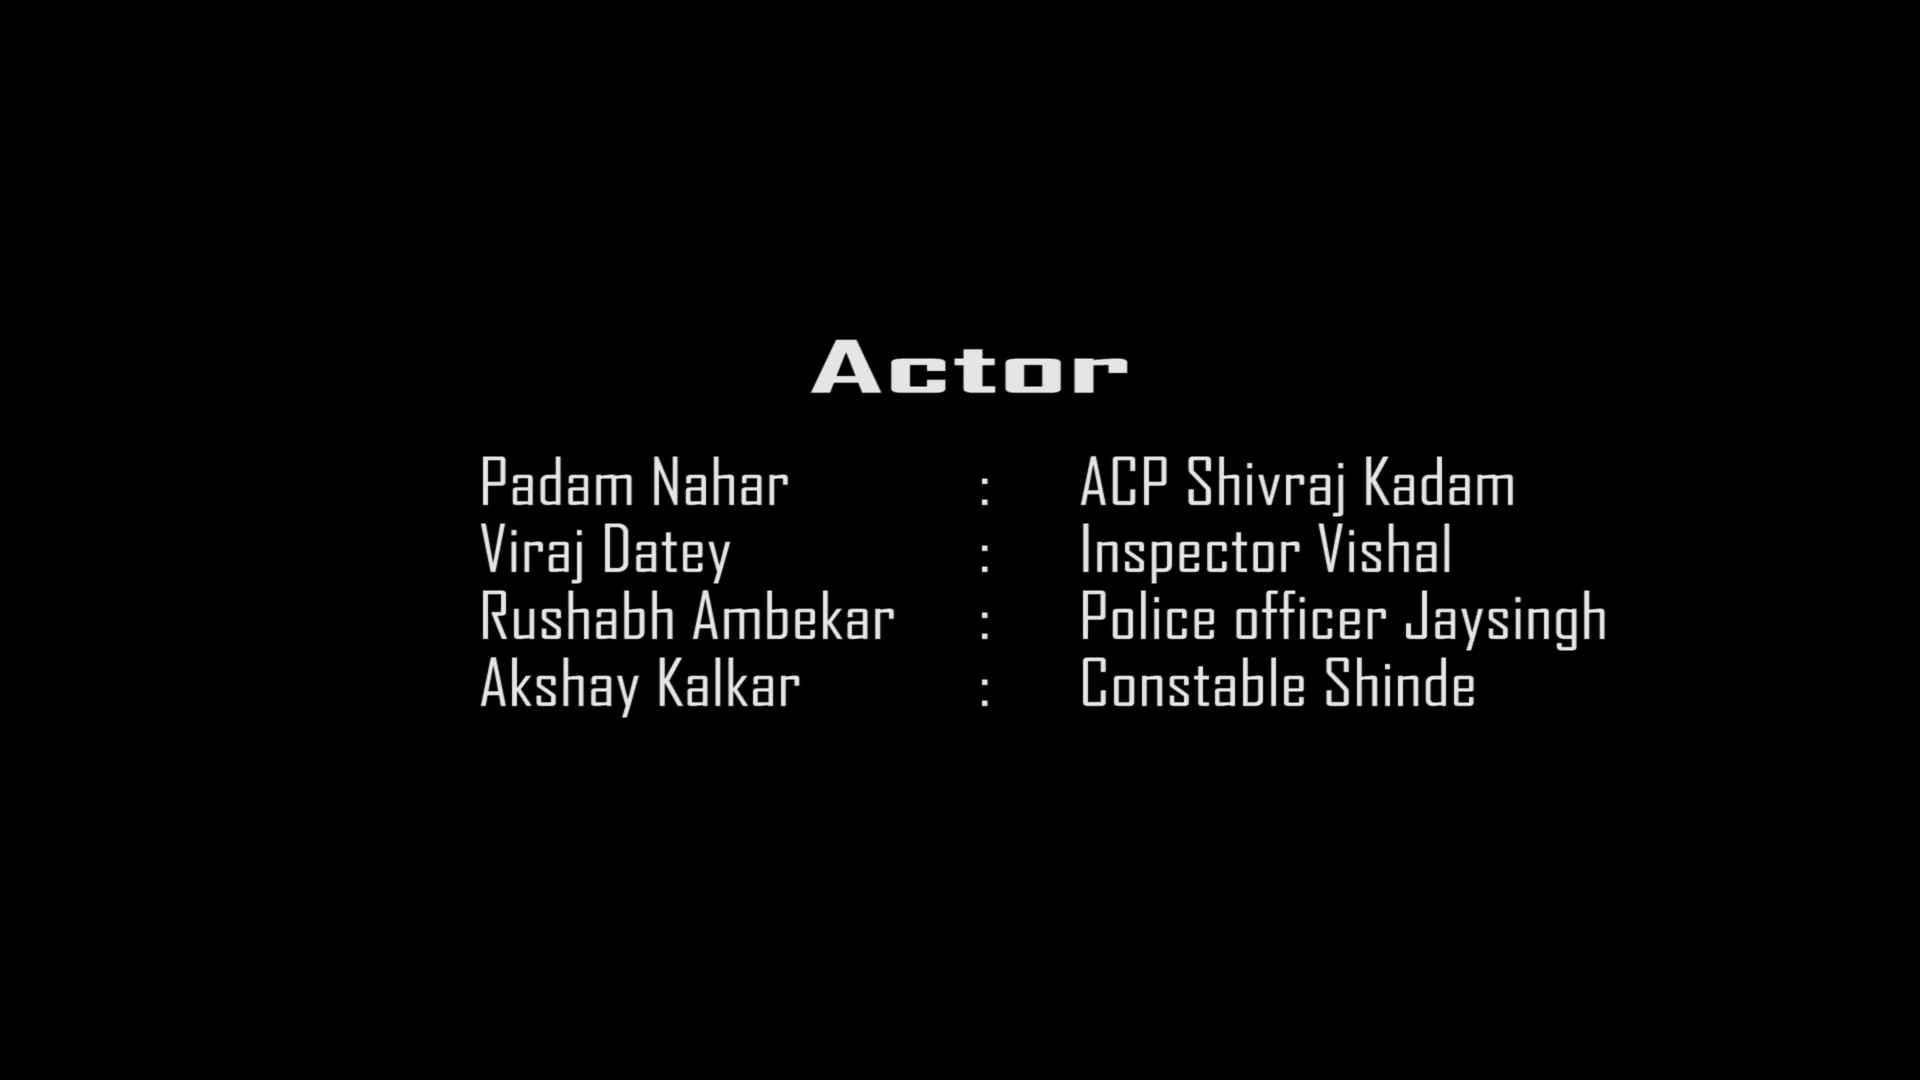 Actor
Padam Nahar : ACP Shivraj Kadam
Viraj Datey : Inspector Vishal
Rushabh Ambekar : Police officer Jaysingh
Akshay Kalkar : Constable Shinde